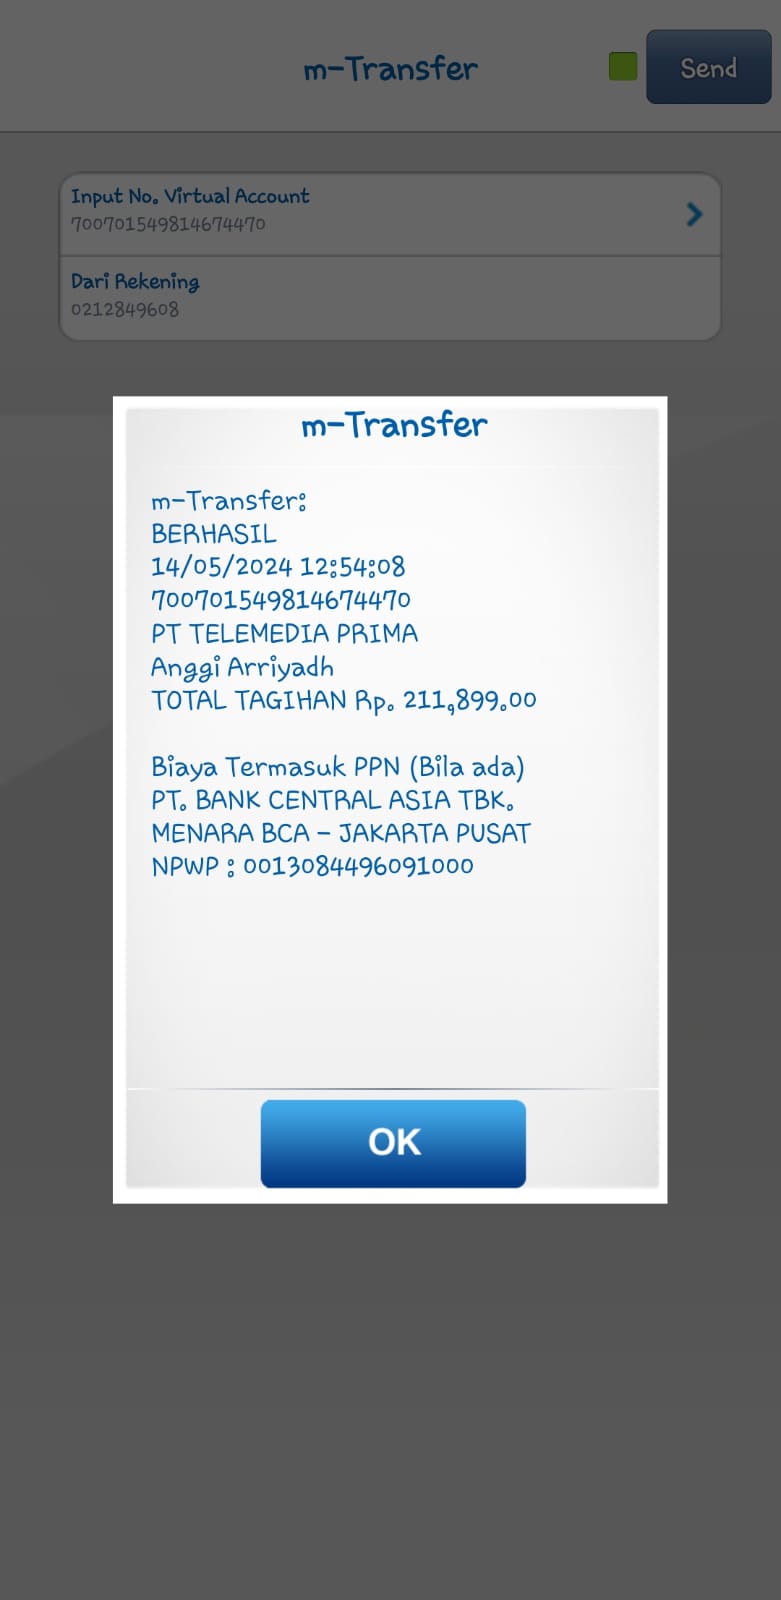 m-Transfer
Send
Input No. Virtual Account
700701549814674470
Dari Rekening
0212849608
m-Transfer
m-Transfer:
BERHASIL
14/05/2024 12:54:08
700701549814674470
PT TELEMEDIA PRIMA
Anggi Arriyadh
TOTAL TAGIHAN Rp. 211,899.00
Biaya Termasuk PPN (Bila ada)
PT. BANK CENTRAL ASIA TBK.
MENARA BCA - JAKARTA PUSAT
NPWP : 0013084496091000
OK